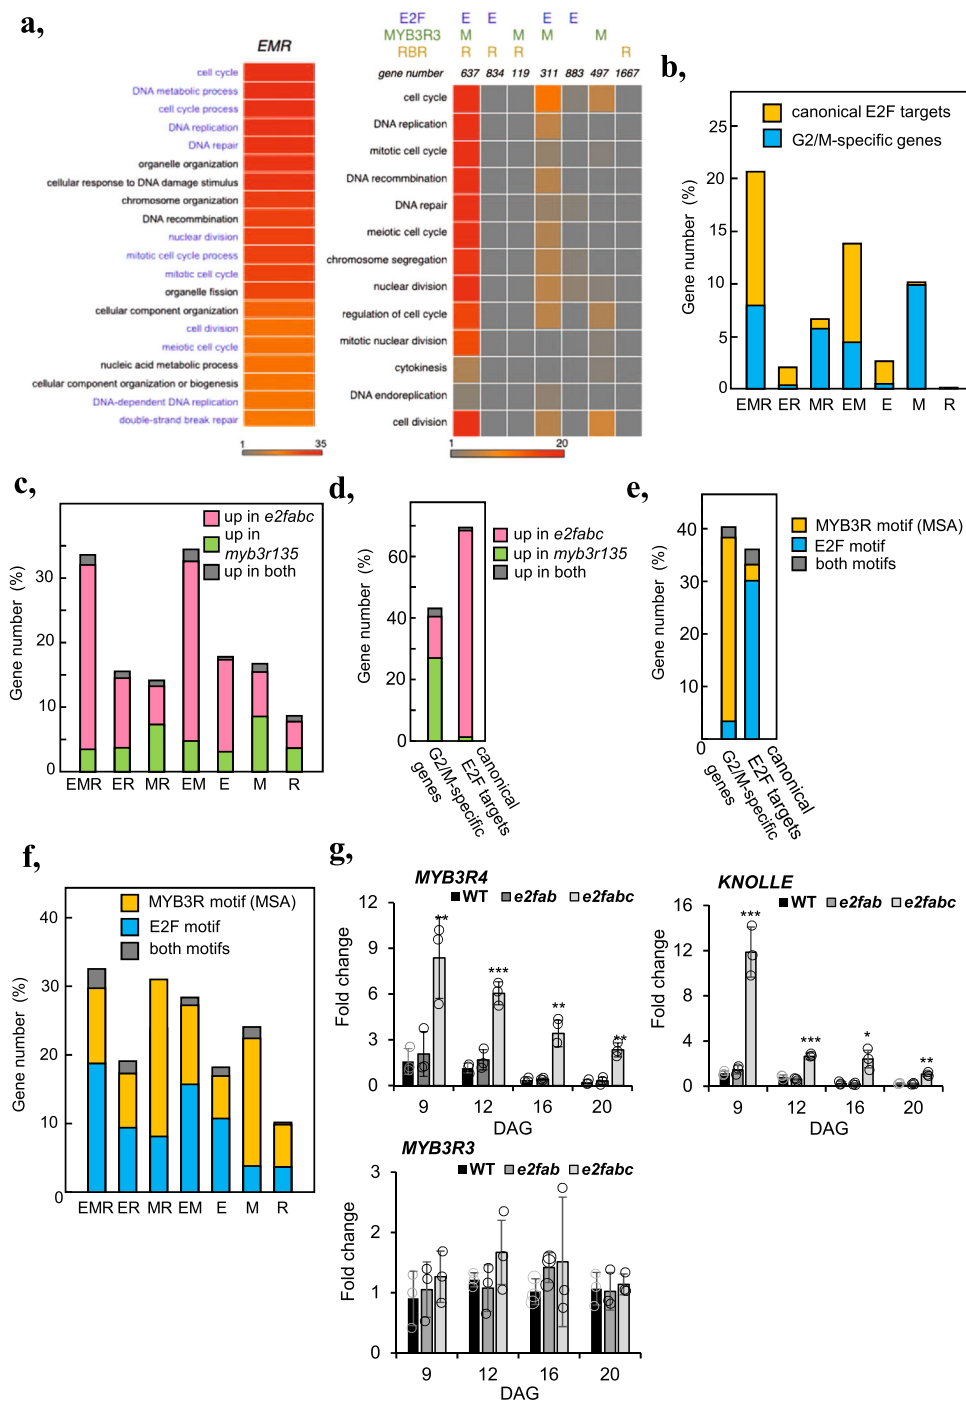 a,
EMR
cell cycle
DNA metabolic process
cell cycle process
DNA replication
DNA repair
organelle organization
cellular response to DNA damage stimulus
chromosome organization
DNA recommbination
nuclear division
mitotic cell cycle process
mitotic cell cycle
organelle fission
cellular component organization
cell division
meiotic cell cycle
nucleic acid metabolic process
cellular component organization or biogenesis
DNA-dependent DNA replication
double-strand break repair
1 35
E2F E E E E
MYB3R3 M M M M
RBR R R R R
gene number 637 834 119 311 883 497 1667
cell cycle
DNA replication
mitotic cell cycle
DNA recommbination
DNA repair
meiotic cell cycle
chromosome segregation
nuclear division
regulation of cell cycle
mitotic nuclear division
cytokinesis
DNA endoreplication
cell division
1 20
b,
canonical E2F targets
G2/M-specific genes
Gene number (%)
25
20
15
10
5
0
EMR ER MR EM E M R
c,
up in e2fabc
up in
myb3r135
up in both
Gene number (%)
30
20
10
0
EMR ER MR EM E M R
d,
up in e2fabc
up in myb3r135
up in both
Gene number (%)
60
40
20
0
G2/M-specific
genes
canonical
E2F targets
e,
MYB3R motif (MSA)
E2F motif
both motifs
Gene number (%)
40
30
20
10
0
G2/M-specific
genes
canonical
E2F targets
f,
MYB3R motif (MSA)
E2F motif
both motifs
Gene number (%)
40
30
20
10
0
EMR ER MR EM E M R
g,
MYB3R4
WT e2fab e2fabc
Fold change
12
9
6
3
0
** *** ** **
9 12 16 20
DAG
KNOLLE
WT e2fab e2fabc
Fold change
16
12
8
4
0
*** *** * **
9 12 16 20
DAG
MYB3R3
WT e2fab e2fabc
Fold change
3
2
1
0
9 12 16 20
DAG